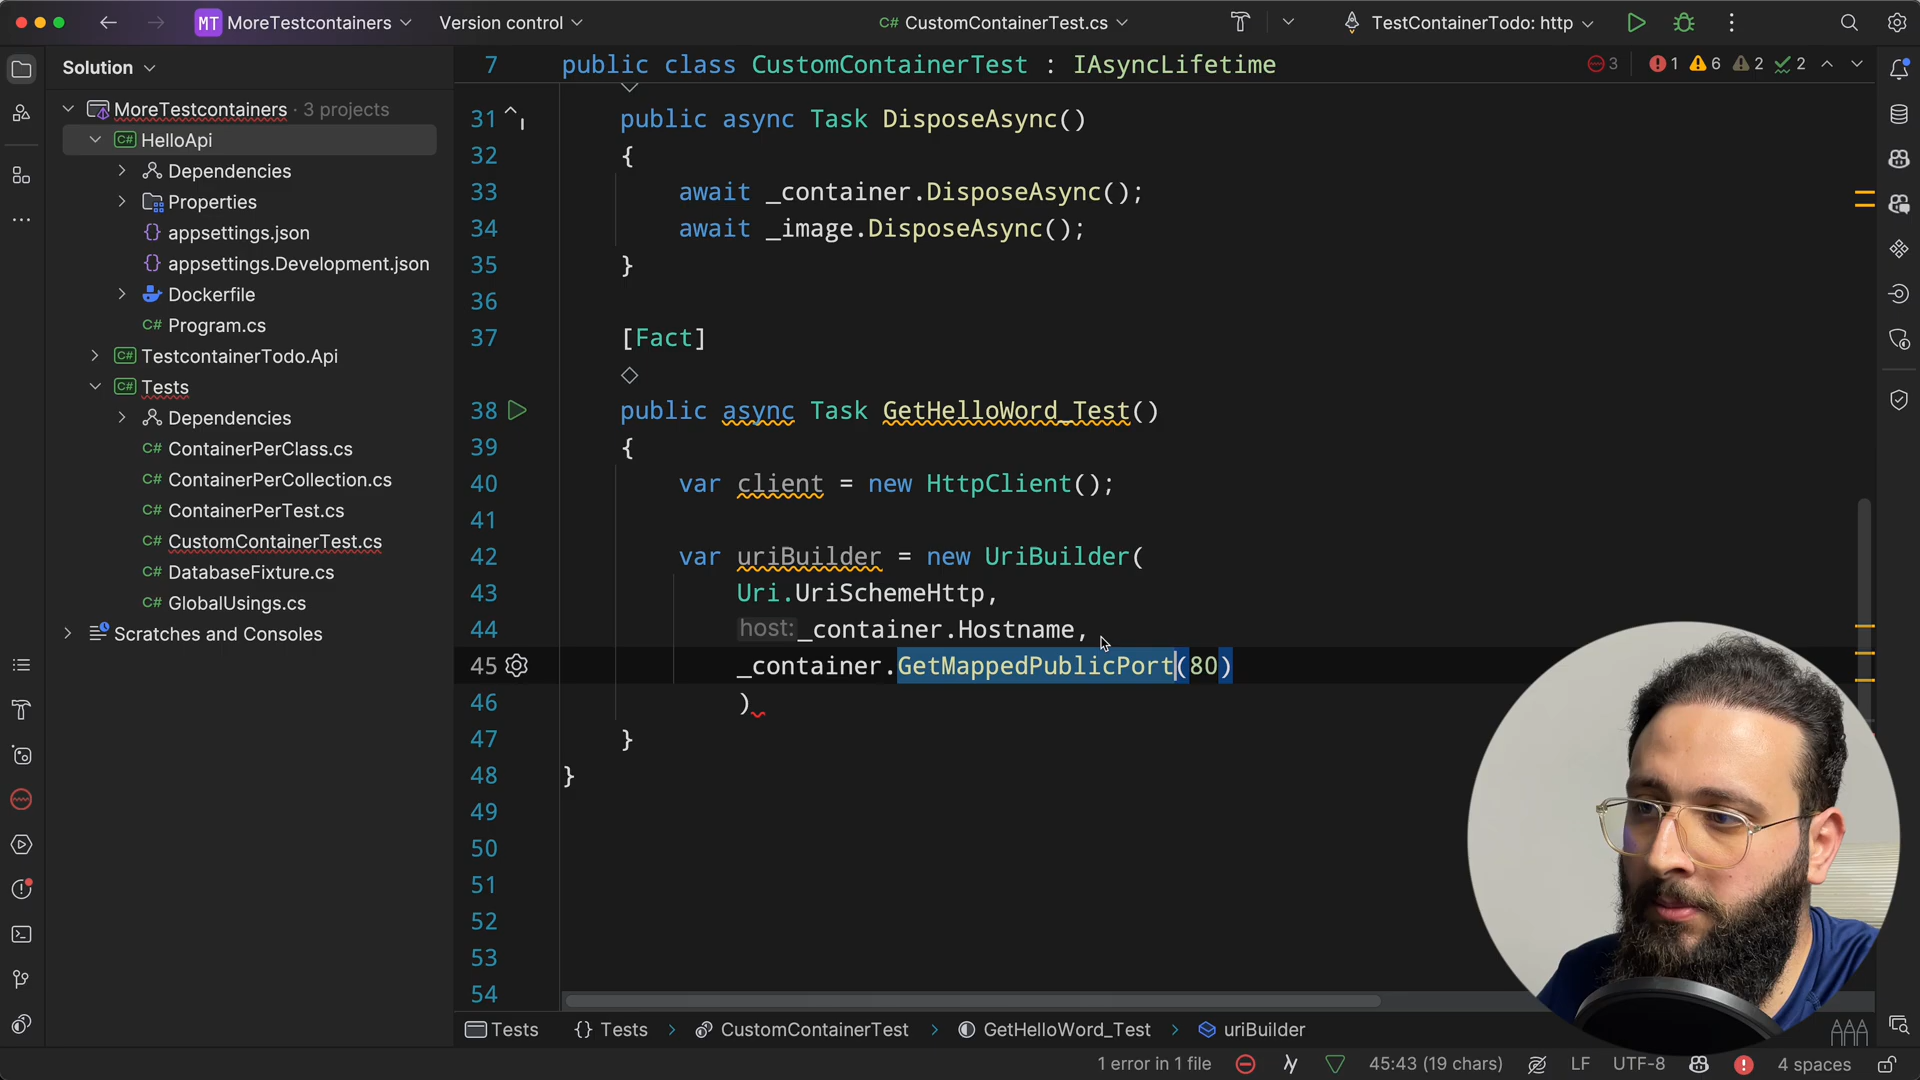 MT MoreTestcontainers
Version control
C# CustomContainerTest.cs
TestContainerTodo: http
Solution
MoreTestcontainers · 3 projects
C# HelloApi
Dependencies
Properties
{} appsettings.json
{} appsettings.Development.json
Dockerfile
C# Program.cs
C# TestcontainerTodo.Api
C# Tests
Dependencies
C# ContainerPerClass.cs
C# ContainerPerCollection.cs
C# ContainerPerTest.cs
C# CustomContainerTest.cs
C# DatabaseFixture.cs
C# GlobalUsings.cs
Scratches and Consoles
7 public class CustomContainerTest : IAsyncLifetime
3 1 6 2 2
31 public async Task DisposeAsync()
32 {
33 await _container.DisposeAsync();
34 await _image.DisposeAsync();
35 }
36
37 [Fact]
38 public async Task GetHelloWord_Test()
39 {
40 var client = new HttpClient();
41
42 var uriBuilder = new UriBuilder(
43 Uri.UriSchemeHttp,
44 host: _container.Hostname,
45 _container.GetMappedPublicPort(80)
46 )
47 }
48 }
49
50
51
52
53
54
Tests {} Tests > CustomContainerTest > GetHelloWord_Test > uriBuilder
1 error in 1 file 45:43 (19 chars) LF UTF-8 4 spaces